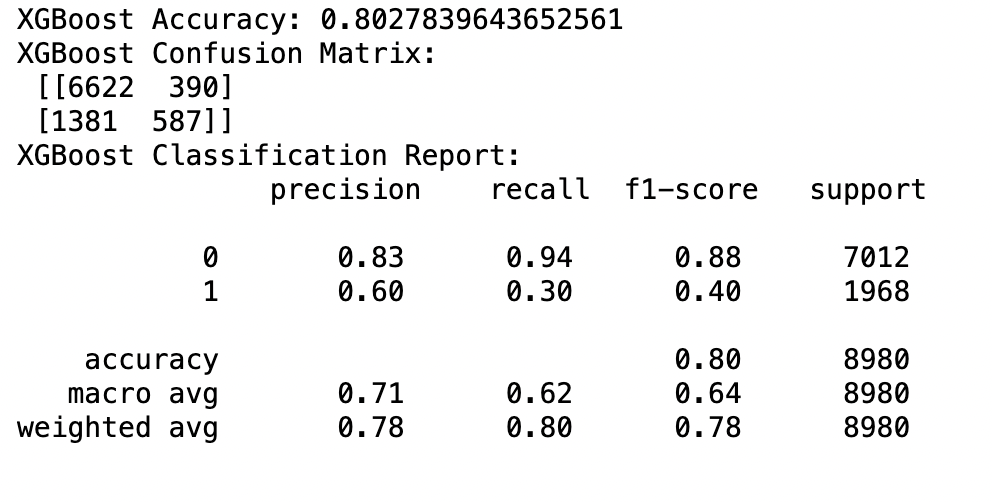 XGBoost Accuracy: 0.8027839643652561
XGBoost Confusion Matrix:
 [[6622  390]
 [1381  587]]
XGBoost Classification Report:
               precision    recall  f1-score   support

           0       0.83      0.94      0.88      7012
           1       0.60      0.30      0.40      1968

    accuracy                           0.80      8980
   macro avg       0.71      0.62      0.64      8980
weighted avg       0.78      0.80      0.78      8980